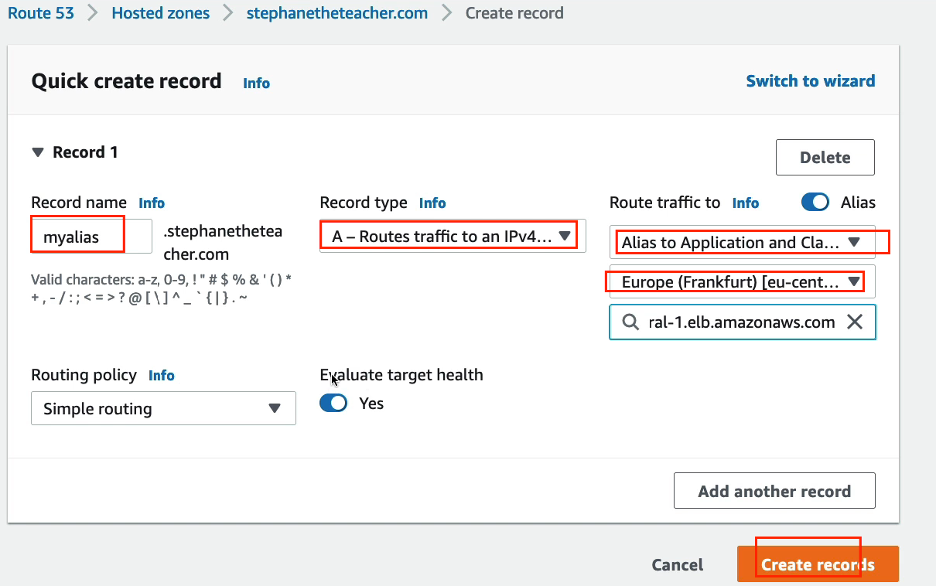 Route 53 > Hosted zones > stephanetheteacher.com > Create record
Quick create record Info
Switch to wizard
▼ Record 1
Delete
Record name Info
myalias
.stephanetheteacher.com
Valid characters: a-z, 0-9, ! " # $ % & ' ( ) *
+ , - / : ; < = > ? @ [ \ ] ^ _ ` { | } . ~
Record type Info
A – Routes traffic to an IPv4...
Route traffic to Info
Alias
Alias to Application and Cla...
Europe (Frankfurt) [eu-cent...
ral-1.elb.amazonaws.com
Routing policy Info
Simple routing
Evaluate target health
Yes
Add another record
Cancel
Create records